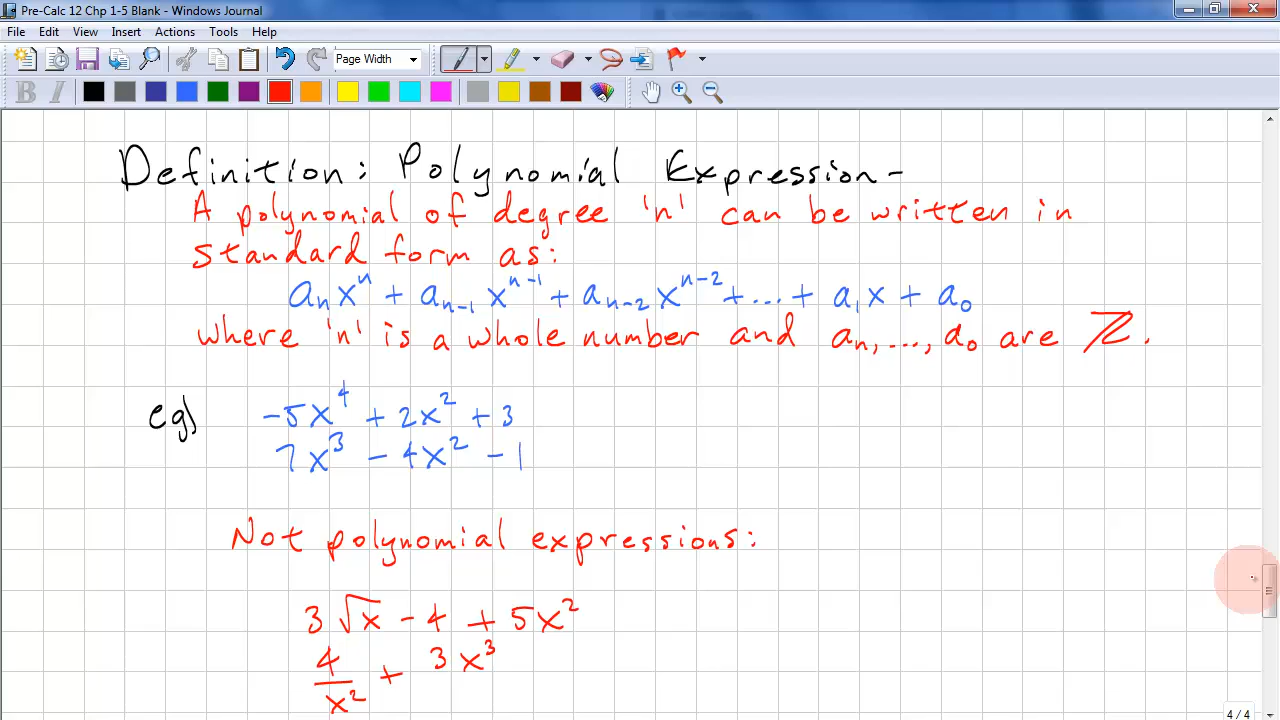 Pre-Calc 12 Chp 1-5 Blank - Windows Journal
File Edit View Insert Actions Tools Help
Page Width
B I
Definition: Polynomial Expression-
A polynomial of degree 'n' can be written in
standard form as:
aₙxⁿ + aₙ₋₁xⁿ⁻¹ + aₙ₋₂xⁿ⁻² + ... + a₁x + a₀
where 'n' is a whole number and aₙ, ..., a₀ are ℤ.
eg) -5x⁴ + 2x² + 3
7x³ - 4x² - 1
Not polynomial expressions:
3√x - 4 + 5x²
4/x² + 3x³
4/4